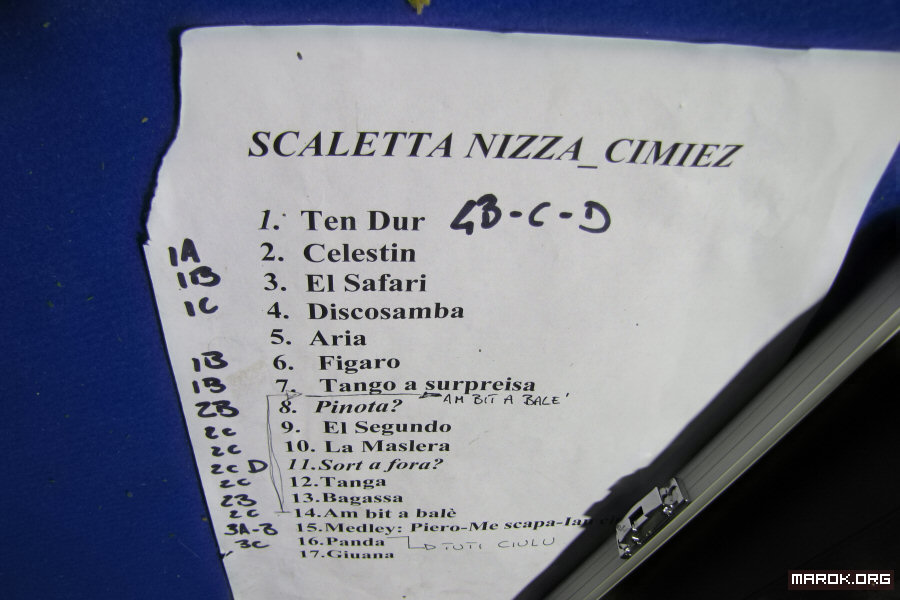 SCALETTA NIZZA_CIMIEZ
1. Ten Dur 4B-C-D
1A 2. Celestin
1B 3. El Safari
1C 4. Discosamba
5. Aria
1B 6. Figaro
1B 7. Tango a surpreisa
AM BIT A BALE'
2B 8. Pinota?
2C 9. El Segundo
2C 10. La Maslera
2C D 11.Sort a fora?
2C 12.Tanga
2B 13.Bagassa
2C 14.Am bit a balè
3A-B 15.Medley: Piero-Me scapa-Ian
3C 16.Panda TUTI CIULU
17.Giuana
MAROK.ORG